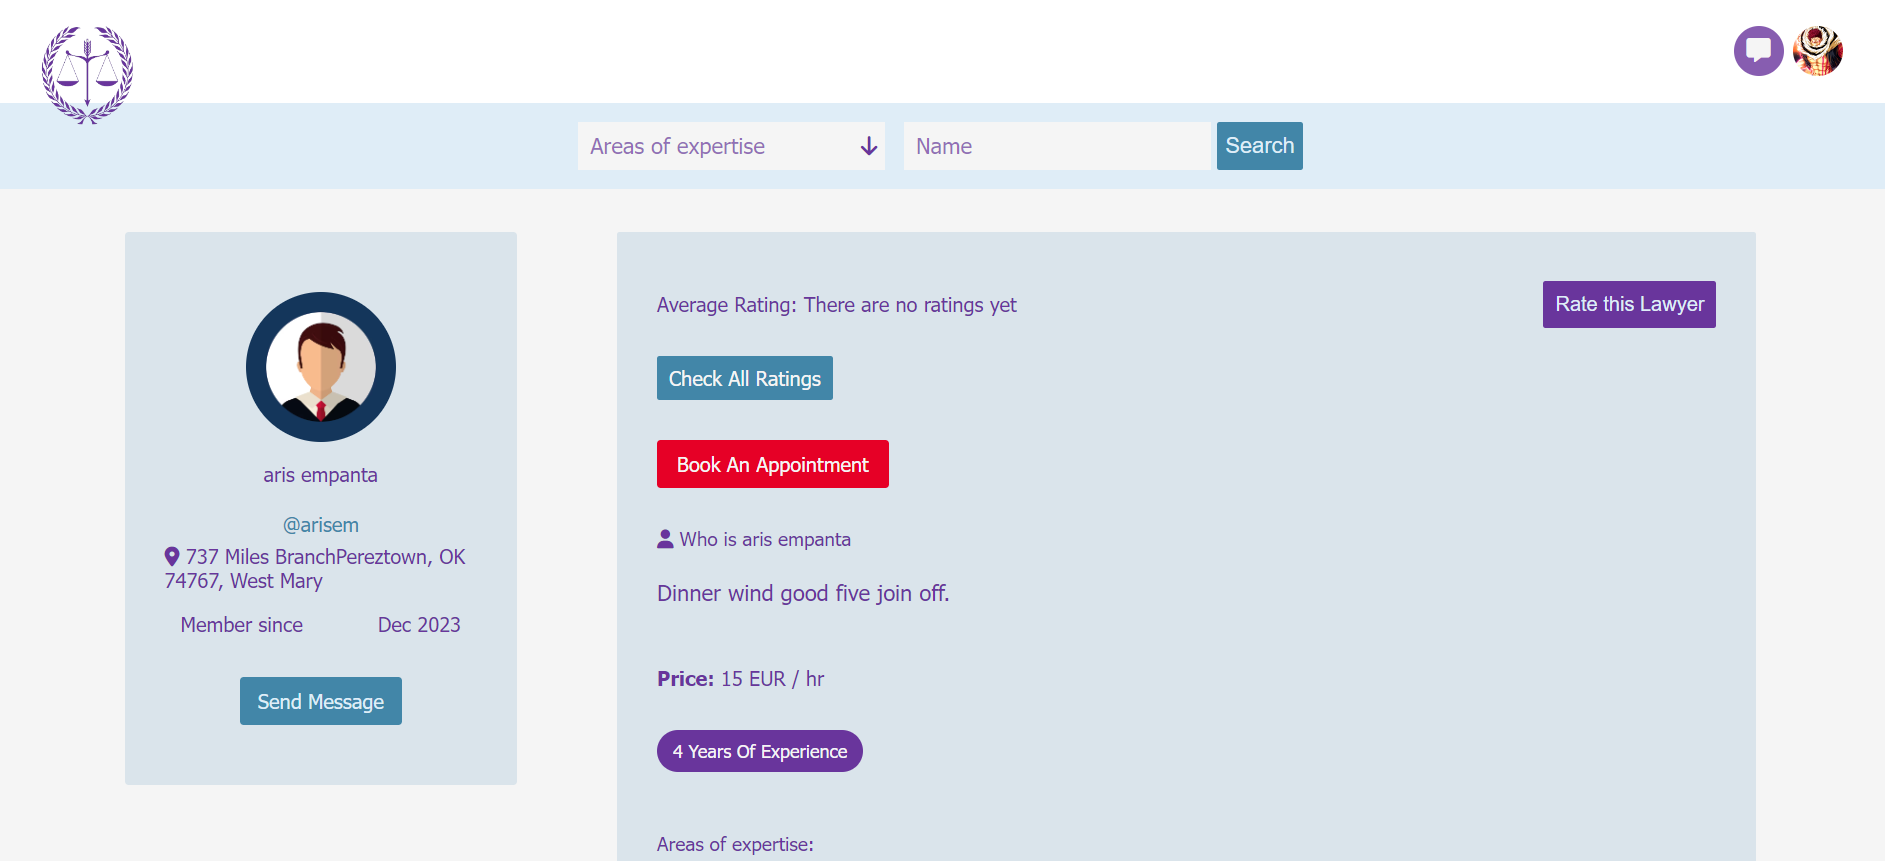 Areas of expertise
Name
Search
aris empanta
@arisem
737 Miles BranchPereztown, OK
74767, West Mary
Member since Dec 2023
Send Message
Average Rating: There are no ratings yet
Rate this Lawyer
Check All Ratings
Book An Appointment
Who is aris empanta
Dinner wind good five join off.
Price: 15 EUR / hr
4 Years Of Experience
Areas of expertise: